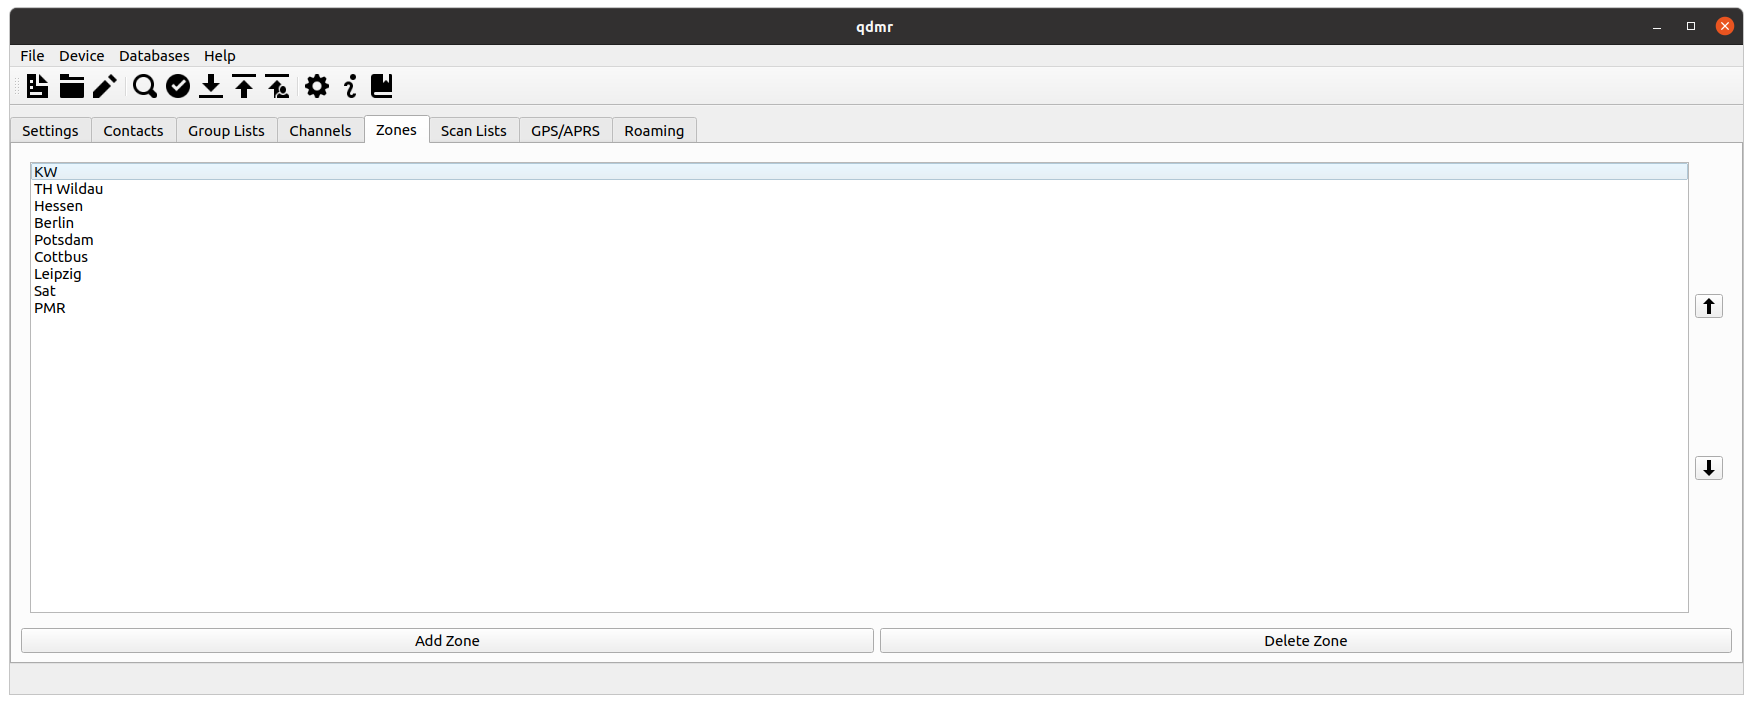 qdmr
File Device Databases Help
Settings Contacts Group Lists Channels Zones Scan Lists GPS/APRS Roaming
KW
TH Wildau
Hessen
Berlin
Potsdam
Cottbus
Leipzig
Sat
PMR
Add Zone Delete Zone